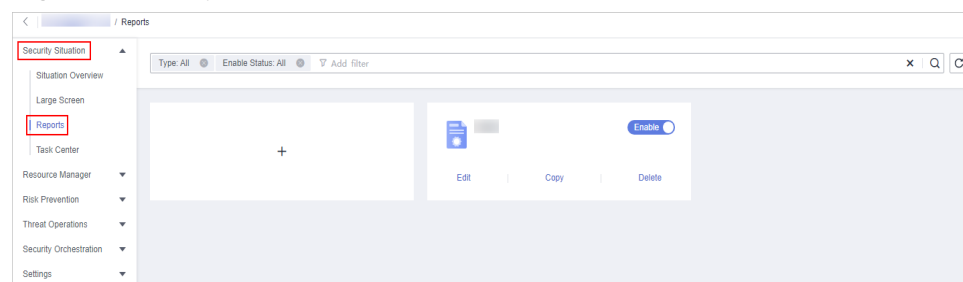 / Reports
Security Situation
Situation Overview
Large Screen
Reports
Task Center
Resource Manager
Risk Prevention
Threat Operations
Security Orchestration
Settings
Type: All Enable Status: All Add filter
+
Enable
Edit Copy Delete